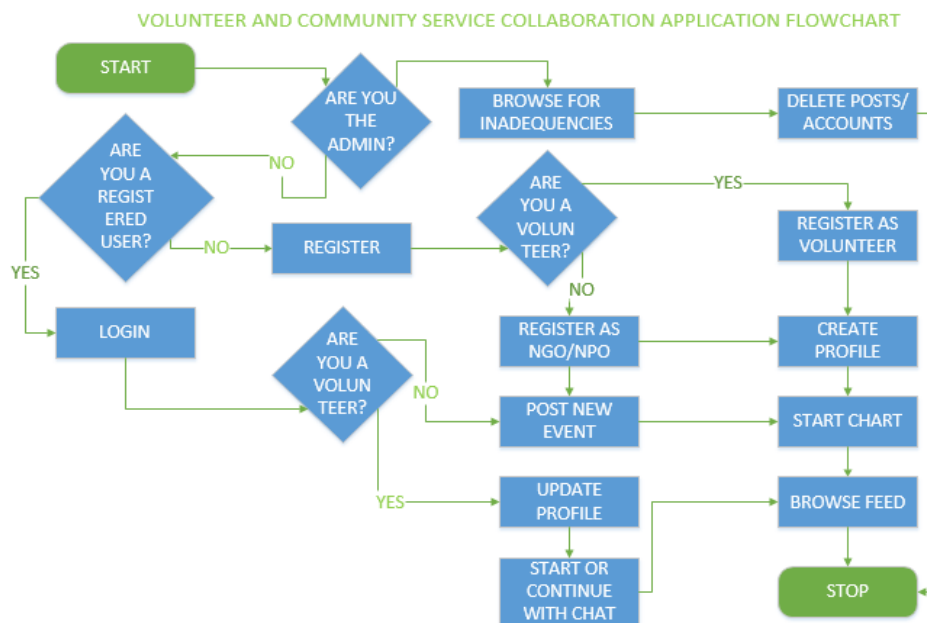 VOLUNTEER AND COMMUNITY SERVICE COLLABORATION APPLICATION FLOWCHART
START
ARE YOU
THE
ADMIN?
BROWSE FOR
INADEQUENCIES
DELETE POSTS/
ACCOUNTS
NO
ARE
YOU A
REGIST
ERED
USER?
NO
REGISTER
ARE
YOU A
VOLUN
TEER?
YES
REGISTER AS
VOLUNTEER
YES
NO
LOGIN
ARE
YOU A
VOLUN
TEER?
REGISTER AS
NGO/NPO
CREATE
PROFILE
NO
POST NEW
EVENT
START CHART
YES
UPDATE
PROFILE
BROWSE FEED
START OR
CONTINUE
WITH CHAT
STOP